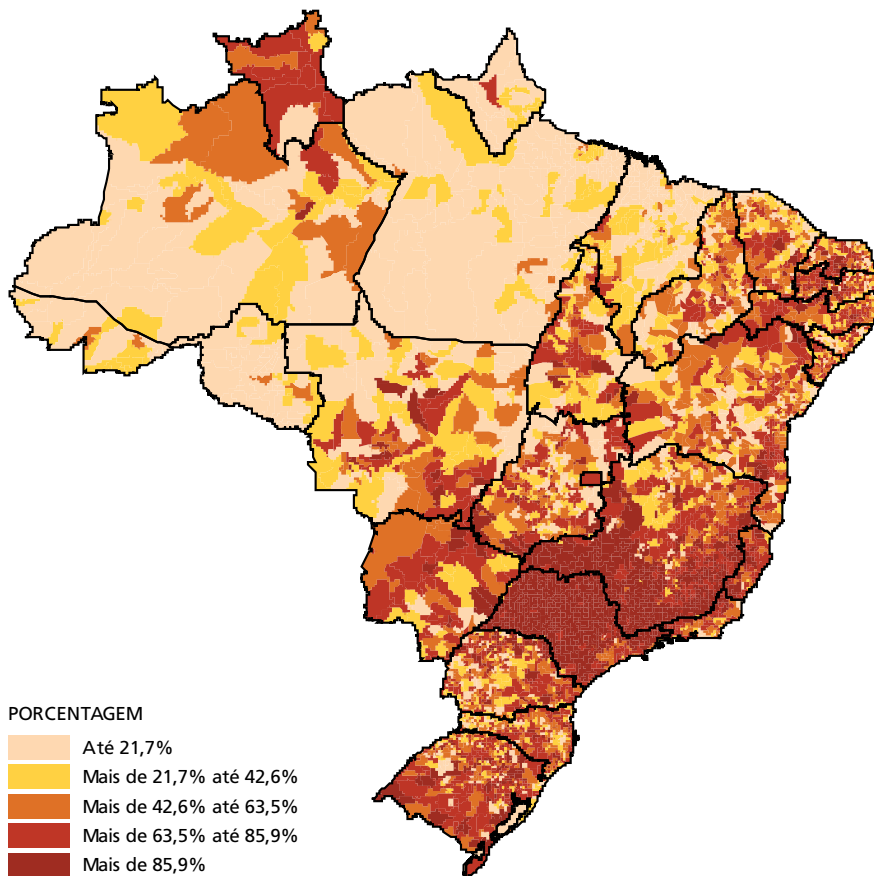 PORCENTAGEM
Até 21,7%
Mais de 21,7% até 42,6%
Mais de 42,6% até 63,5%
Mais de 63,5% até 85,9%
Mais de 85,9%